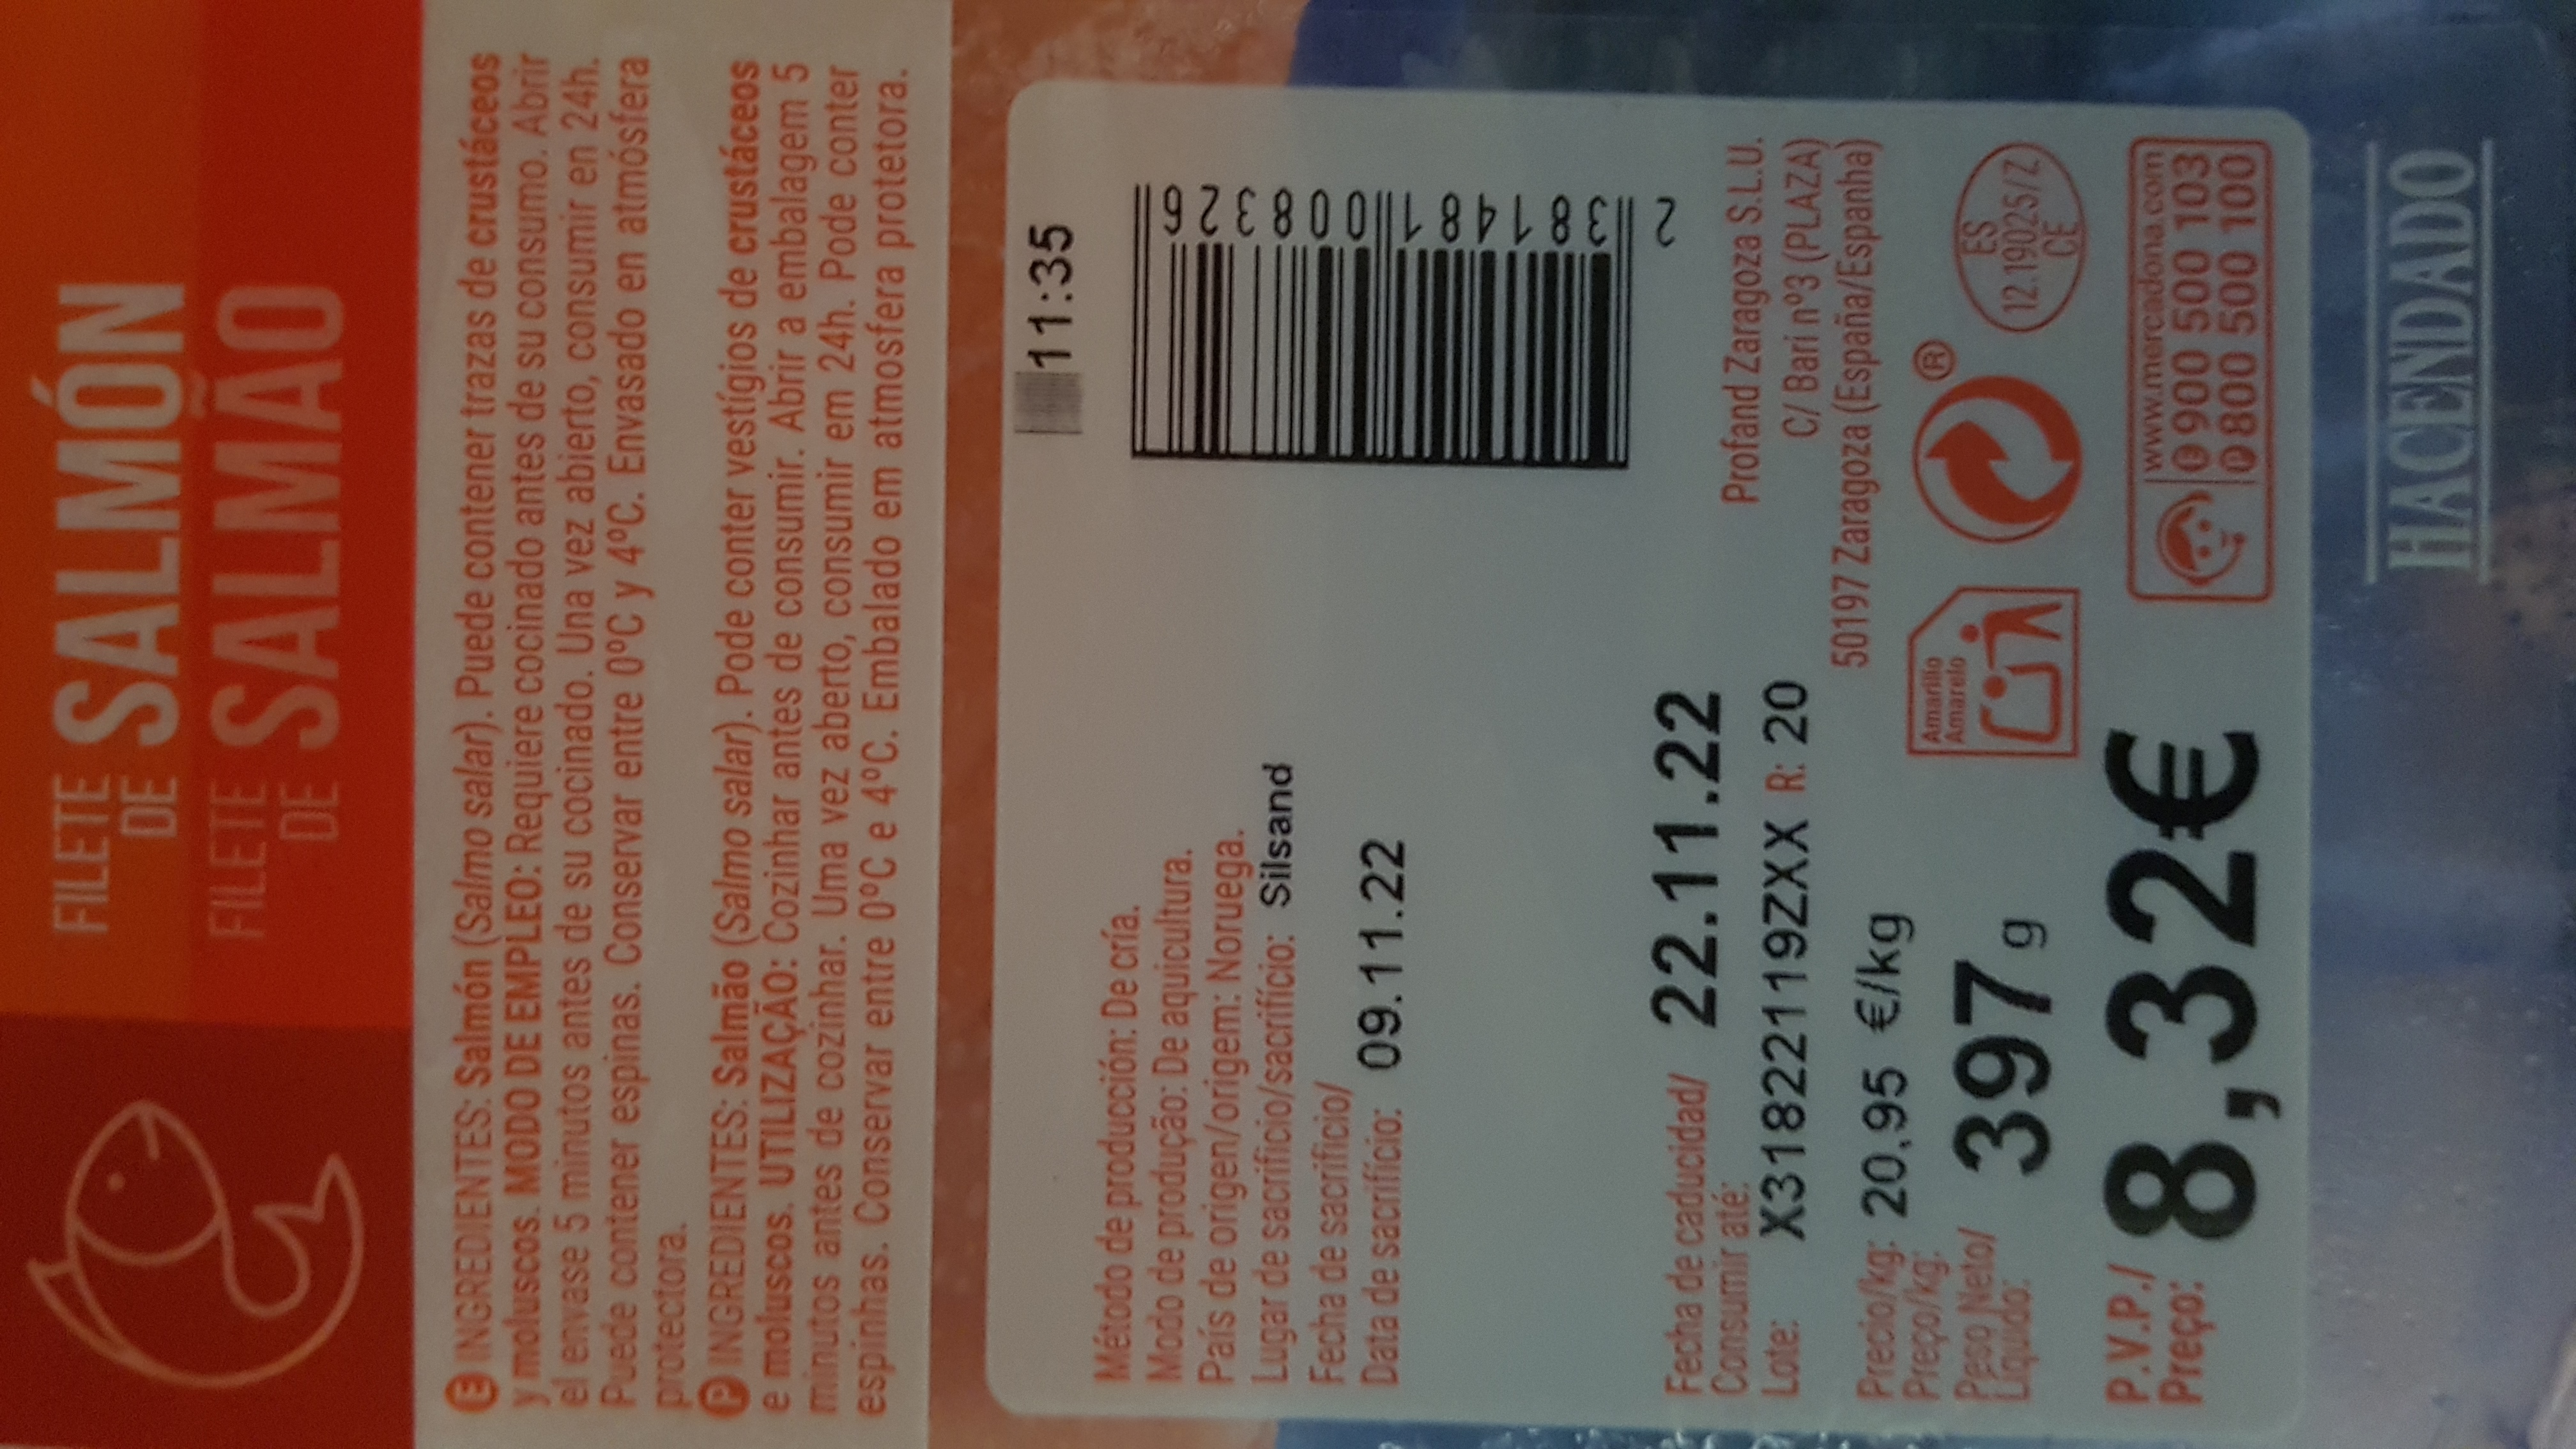 FILETE
DE SALMÓN
FILETE
DE SALMÃO
E INGREDIENTES: Salmón (Salmo salar). Puede contener trazas de crustáceos
y moluscos. MODO DE EMPLEO: Requiere cocinado antes de su consumo. Abrir
el envase 5 minutos antes de su cocinado. Una vez abierto, consumir en 24h.
Puede contener espinas. Conservar entre 0ºC y 4ºC. Envasado en atmósfera
protectora.
P INGREDIENTES: Salmão (Salmo salar). Pode conter vestígios de crustáceos
e moluscos. UTILIZAÇÃO: Cozinhar antes de consumir. Abrir a embalagem 5
minutos antes de cozinhar. Uma vez aberto, consumir em 24h. Pode conter
espinhas. Conservar entre 0ºC e 4ºC. Embalado em atmosfera protetora.
11:35
Método de producción: De cría.
Modo de produção: De aquicultura.
País de origen/origem: Noruega.
Lugar de sacrificio/sacrifício: Silsand
Fecha de sacrificio/
Data de sacrifício: 09.11.22
2 381481 008326
Fecha de caducidad/
Consumir até: 22.11.22
Lote: X318221119ZXX R: 20
Precio/kg:
Preço/kg: 20,95 €/kg
Peso Neto/
Líquido: 397 g
P.V.P./
Preço: 8,32€
Profand Zaragoza S.L.U.
C/ Bari nº3 (PLAZA)
50197 Zaragoza (España/Espanha)
Amarillo
Amarelo
®
ES
12.19025/Z
CE
www.mercadona.com
900 500 103
800 500 100
HACENDADO